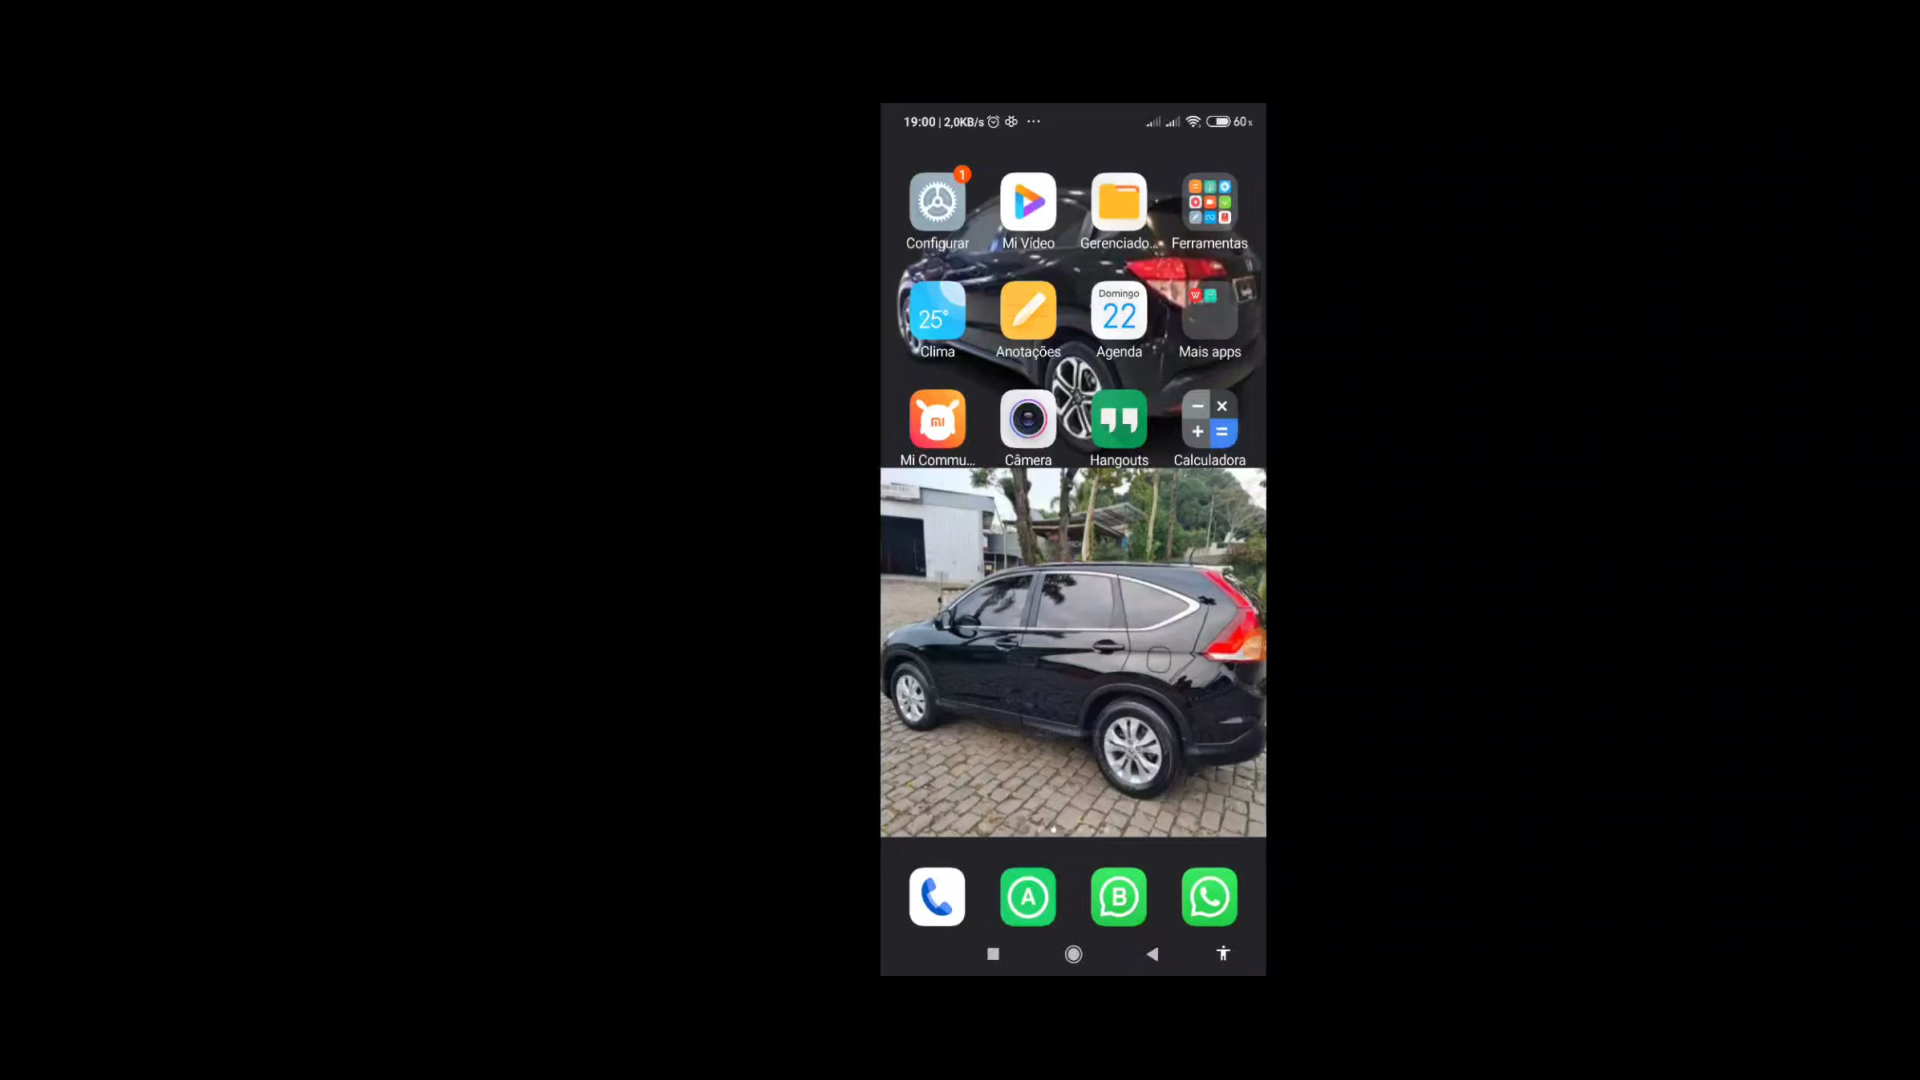 19:00 | 2,0KB/s ··· 60%
1
Configurar Mi Vídeo Gerenciado... Ferramentas
25° Domingo 22
Clima Anotações Agenda Mais apps
mi
Mi Commu... Câmera Hangouts Calculadora
A B